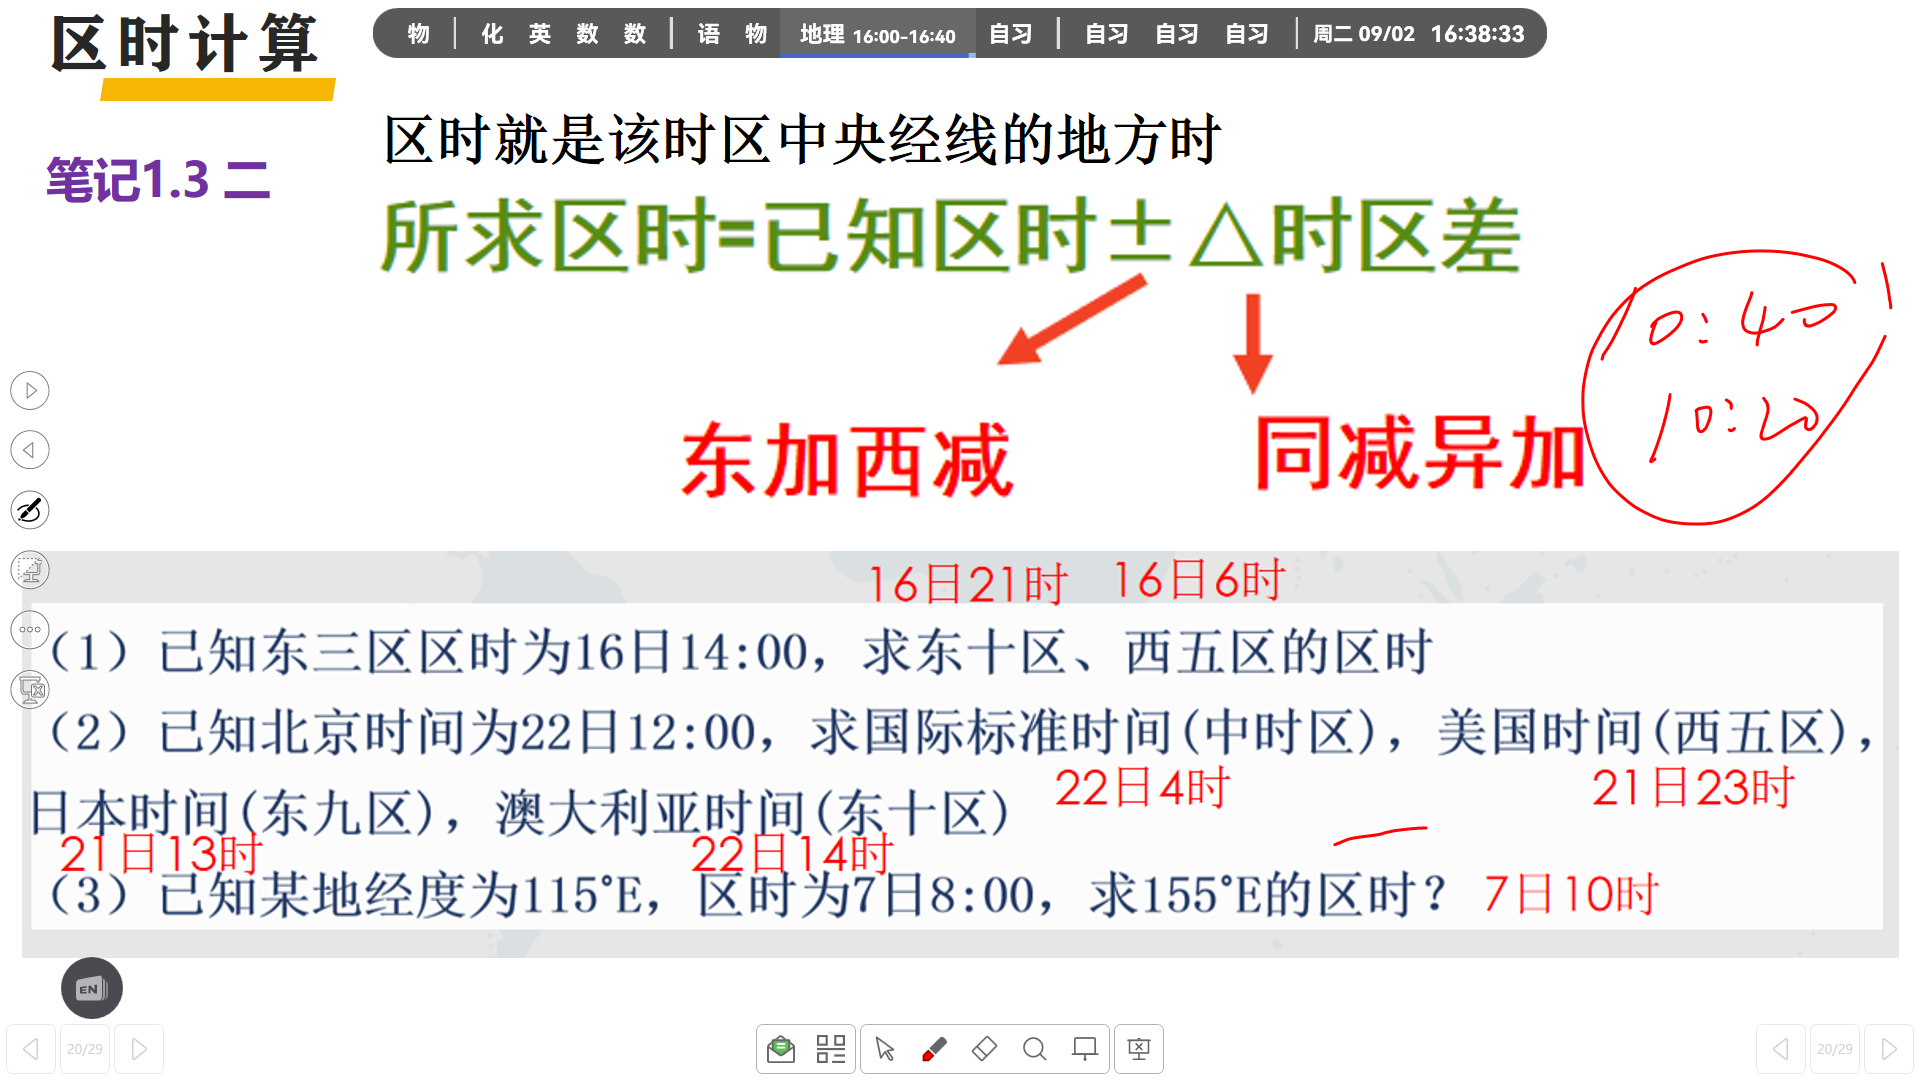 区时计算
物 | 化 英 数 数 | 语 物 地理 16:00-16:40 自习 | 自习 自习 自习 | 周二 09/02 16:38:33
区时就是该时区中央经线的地方时
笔记1.3 二
所求区时=已知区时±△时区差
10:40
10:20
东加西减
同减异加
16日21时 16日6时
（1）已知东三区区时为16日14:00，求东十区、西五区的区时
（2）已知北京时间为22日12:00，求国际标准时间(中时区)，美国时间(西五区)，
22日4时 21日23时
日本时间(东九区)，澳大利亚时间(东十区)
21日13时 22日14时
（3）已知某地经度为115°E，区时为7日8:00，求155°E的区时？ 7日10时
EN
20/29
20/29